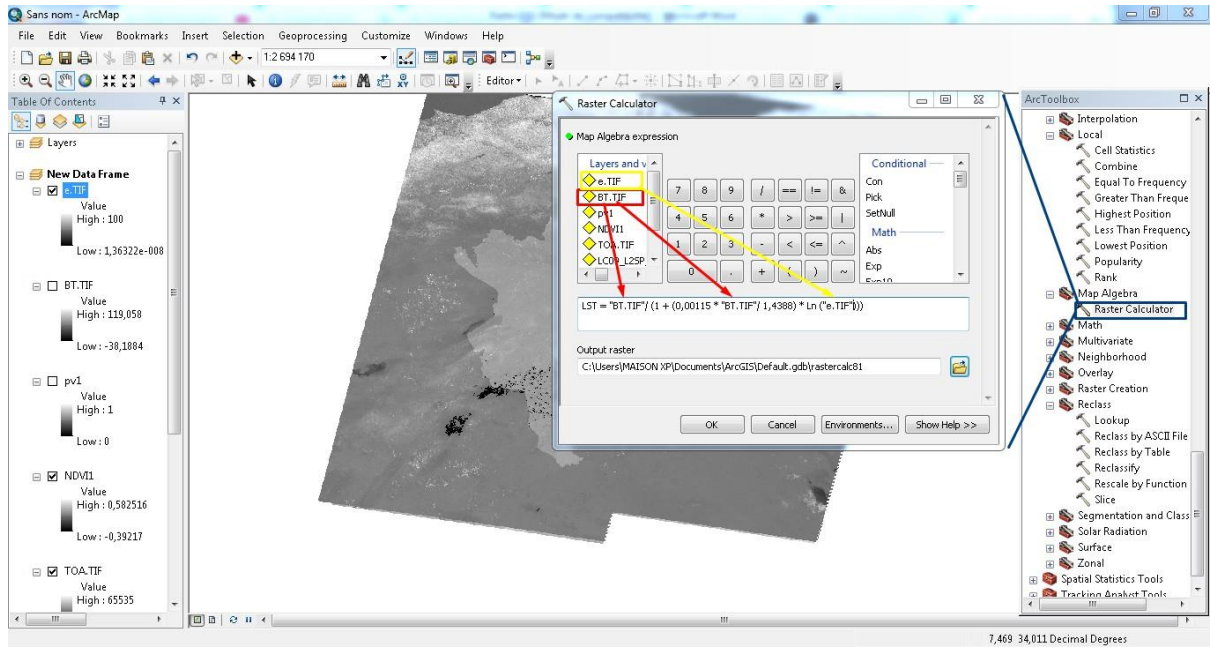 Sans nom - ArcMap
File Edit View Bookmarks Insert Selection Geoprocessing Customize Windows Help
1:2 694 170
Editor
Table Of Contents
Layers
New Data Frame
e.TIF
Value
High : 100
Low : 1,36322e-008
BT.TIF
Value
High : 119,058
Low : -38,1884
pv1
Value
High : 1
Low : 0
NDVI1
Value
High : 0,582516
Low : -0,39217
TOA.TIF
Value
High : 65535
Raster Calculator
Map Algebra expression
Layers and v
e.TIF
BT.TIF
pv1
NDVI1
TOA.TIF
LC09_L2SP_
7 8 9 / == != &
4 5 6 * > >= |
1 2 3 - < <= ^
0 . + ( ) ~
Conditional
Con
Pick
SetNull
Math
Abs
Exp
Exp10
LST = "BT.TIF"/ (1 + (0,00115 * "BT.TIF"/ 1,4388) * Ln ("e.TIF")))
Output raster
C:\Users\MAISON XP\Documents\ArcGIS\Default.gdb\rastercalc81
OK Cancel Environments... Show Help >>
ArcToolbox
Interpolation
Local
Cell Statistics
Combine
Equal To Frequency
Greater Than Freque
Highest Position
Less Than Frequency
Lowest Position
Popularity
Rank
Map Algebra
Raster Calculator
Math
Multivariate
Neighborhood
Overlay
Raster Creation
Reclass
Lookup
Reclass by ASCII File
Reclass by Table
Reclassify
Rescale by Function
Slice
Segmentation and Class
Solar Radiation
Surface
Zonal
Spatial Statistics Tools
Tracking Analyst Tools
7,469 34,011 Decimal Degrees